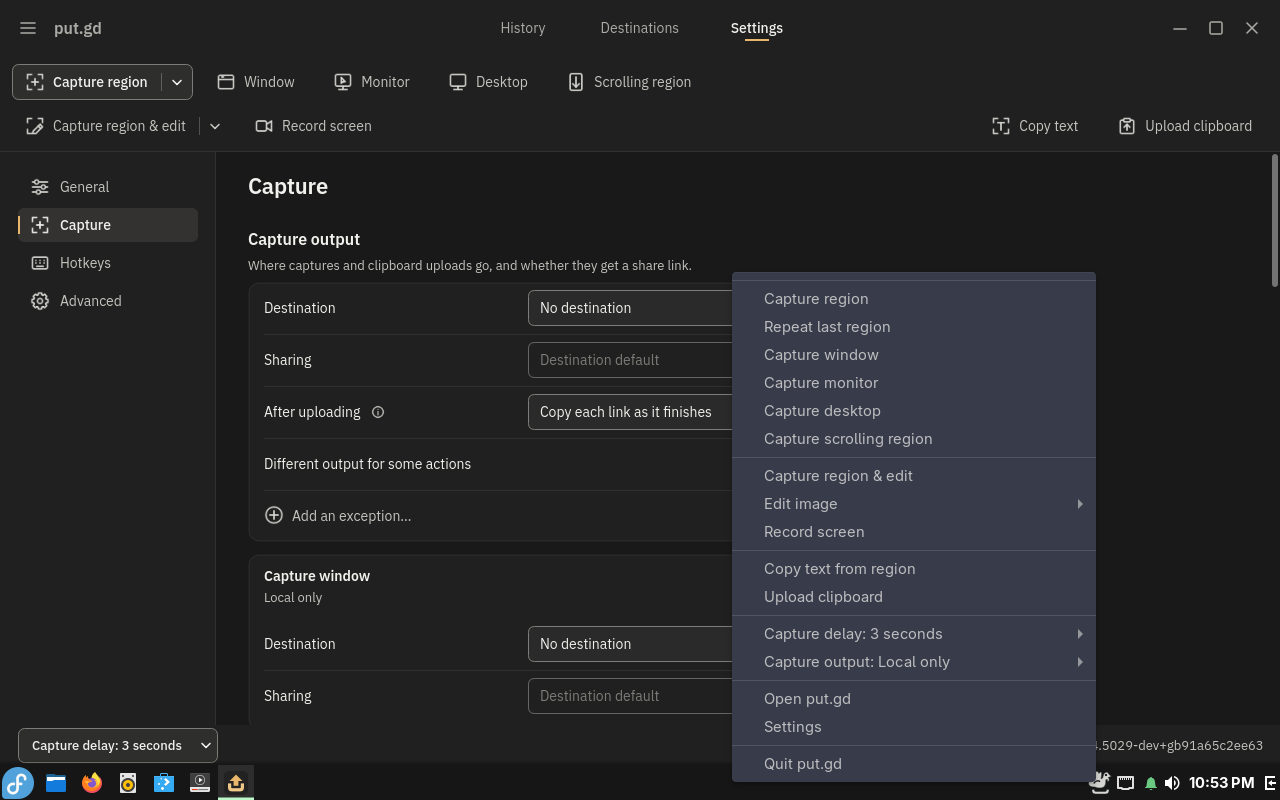 put.gd
History
Destinations
Settings
Capture region
Window
Monitor
Desktop
Scrolling region
Capture region & edit
Record screen
Copy text
Upload clipboard
General
Capture
Hotkeys
Advanced
Capture
Capture output
Where captures and clipboard uploads go, and whether they get a share link.
Destination
No destination
Sharing
Destination default
After uploading
Copy each link as it finishes
Different output for some actions
Add an exception...
Capture window
Local only
Destination
No destination
Sharing
Destination default
Capture region
Repeat last region
Capture window
Capture monitor
Capture desktop
Capture scrolling region
Capture region & edit
Edit image
Record screen
Copy text from region
Upload clipboard
Capture delay: 3 seconds
Capture output: Local only
Open put.gd
Settings
Quit put.gd
Capture delay: 3 seconds
.5029-dev+gb91a65c2ee63
10:53 PM